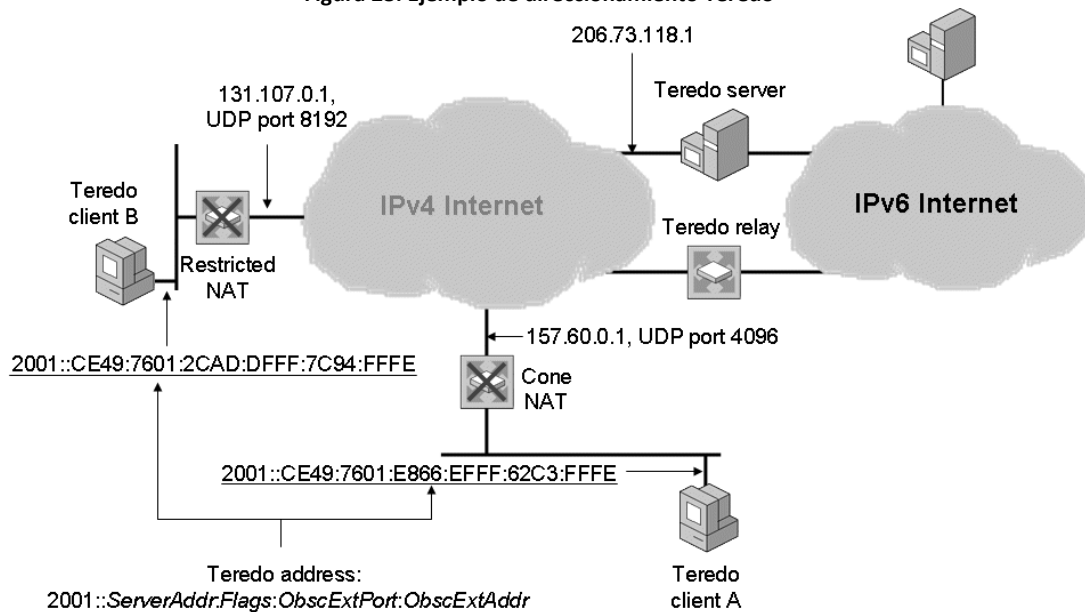 206.73.118.1
131.107.0.1,
UDP port 8192
Teredo server
Teredo
client B
IPv4 Internet
IPv6 Internet
Restricted
NAT
Teredo relay
157.60.0.1, UDP port 4096
2001::CE49:7601:2CAD:DFFF:7C94:FFFE
Cone
NAT
2001::CE49:7601:E866:EFFF:62C3:FFFE
Teredo address:
2001::ServerAddr:Flags:ObscExtPort:ObscExtAddr
Teredo
client A